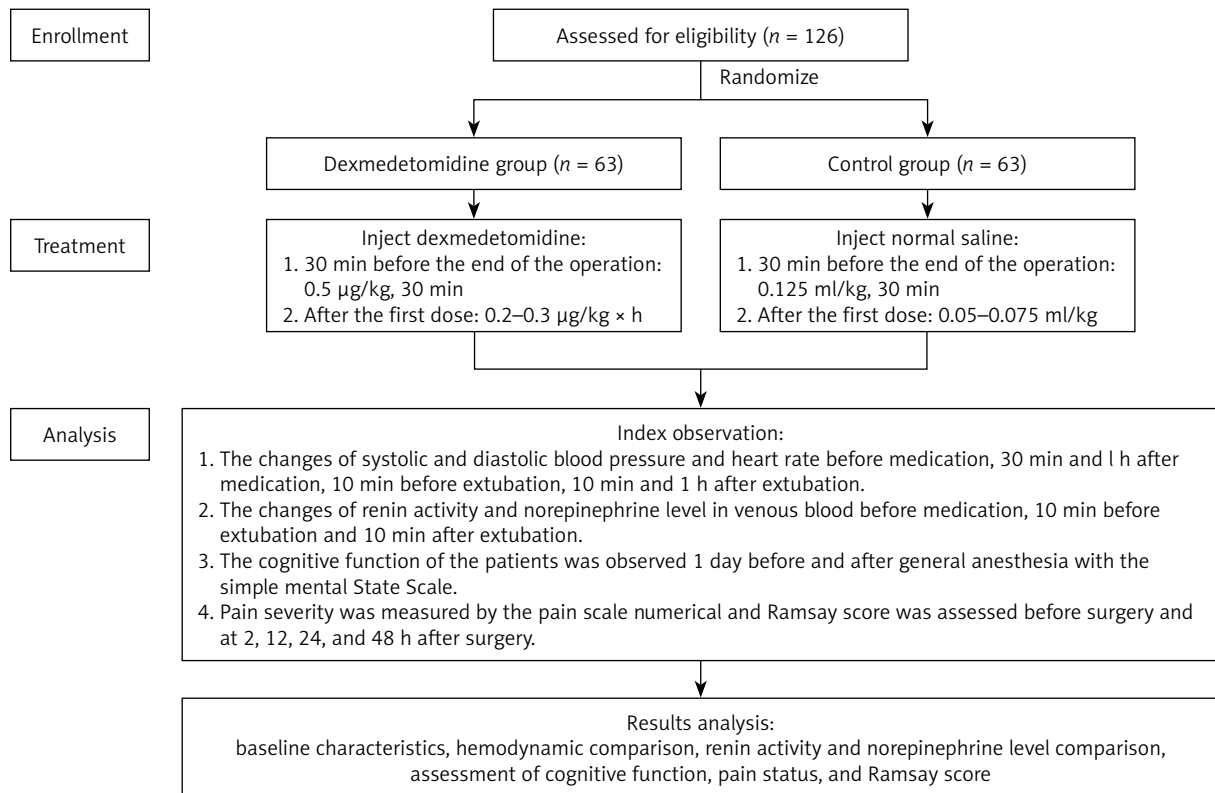 Enrollment
Assessed for eligibility (n = 126)
Randomize
Dexmedetomidine group (n = 63)
Control group (n = 63)
Treatment
Inject dexmedetomidine:
1. 30 min before the end of the operation:
0.5 µg/kg, 30 min
2. After the first dose: 0.2–0.3 µg/kg × h
Inject normal saline:
1. 30 min before the end of the operation:
0.125 ml/kg, 30 min
2. After the first dose: 0.05–0.075 ml/kg
Analysis
Index observation:
1. The changes of systolic and diastolic blood pressure and heart rate before medication, 30 min and l h after
medication, 10 min before extubation, 10 min and 1 h after extubation.
2. The changes of renin activity and norepinephrine level in venous blood before medication, 10 min before
extubation and 10 min after extubation.
3. The cognitive function of the patients was observed 1 day before and after general anesthesia with the
simple mental State Scale.
4. Pain severity was measured by the pain scale numerical and Ramsay score was assessed before surgery and
at 2, 12, 24, and 48 h after surgery.
Results analysis:
baseline characteristics, hemodynamic comparison, renin activity and norepinephrine level comparison,
assessment of cognitive function, pain status, and Ramsay score